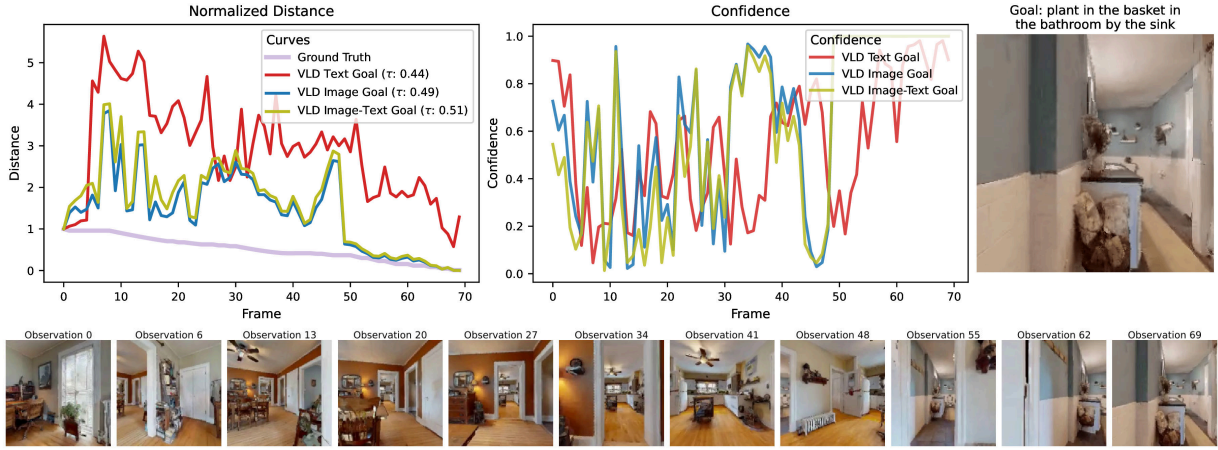 Normalized Distance
Distance
5
4
3
2
1
0
Curves
Ground Truth
VLD Text Goal (τ: 0.44)
VLD Image Goal (τ: 0.49)
VLD Image-Text Goal (τ: 0.51)
0 10 20 30 40 50 60 70
Frame
Confidence
Confidence
1.0
0.8
0.6
0.4
0.2
0.0
Confidence
VLD Text Goal
VLD Image Goal
VLD Image-Text Goal
0 10 20 30 40 50 60 70
Frame
Goal: plant in the basket in
the bathroom by the sink
Observation 0 Observation 6 Observation 13 Observation 20 Observation 27 Observation 34 Observation 41 Observation 48 Observation 55 Observation 62 Observation 69